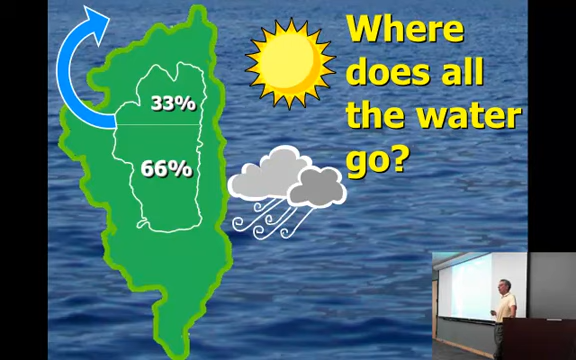 Where
does all
the water
go?
33%
66%